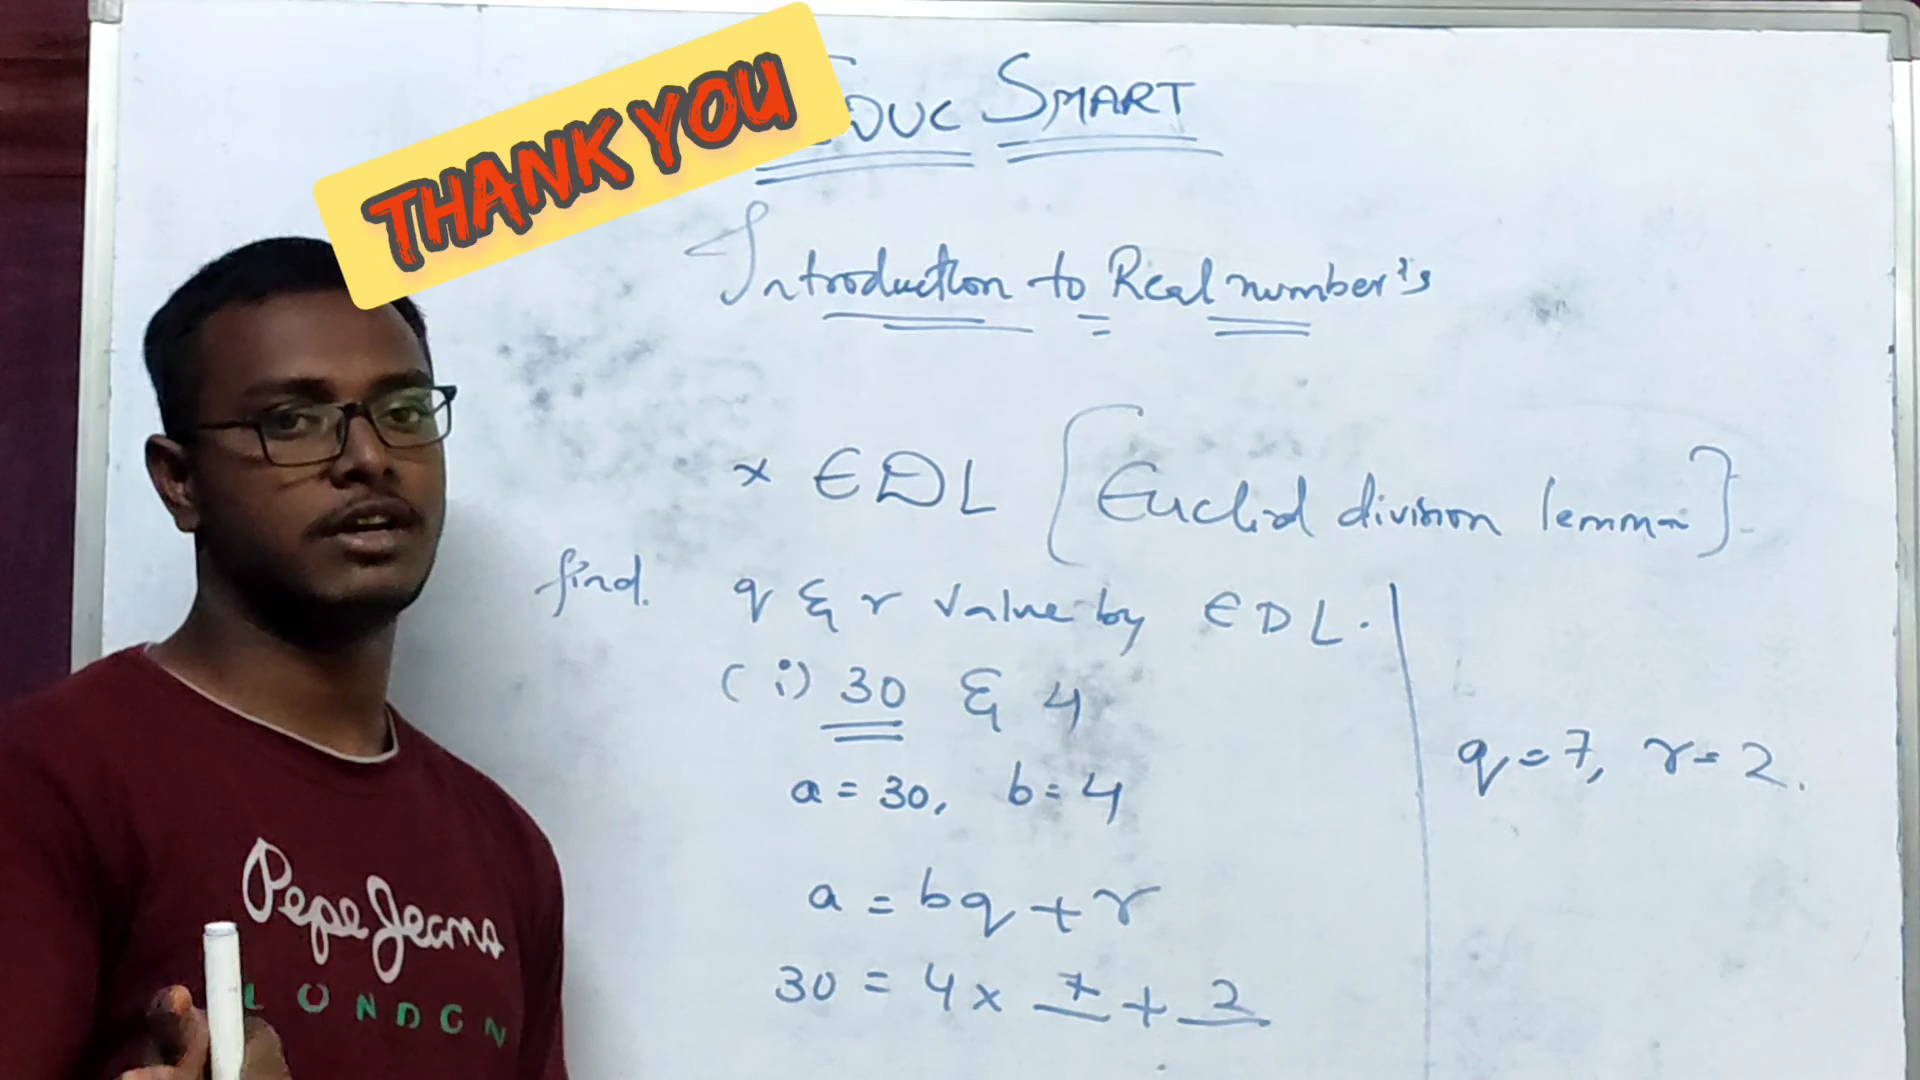 THANK YOU
EDUC SMART
Introduction to Real number's
× EDL [Euclid division lemma]
find. q & r value by EDL.
(i) 30 & 4
a = 30, b = 4
q = 7, r = 2.
a = bq + r
30 = 4 × 7 + 2
Pepe Jeans
LONDON